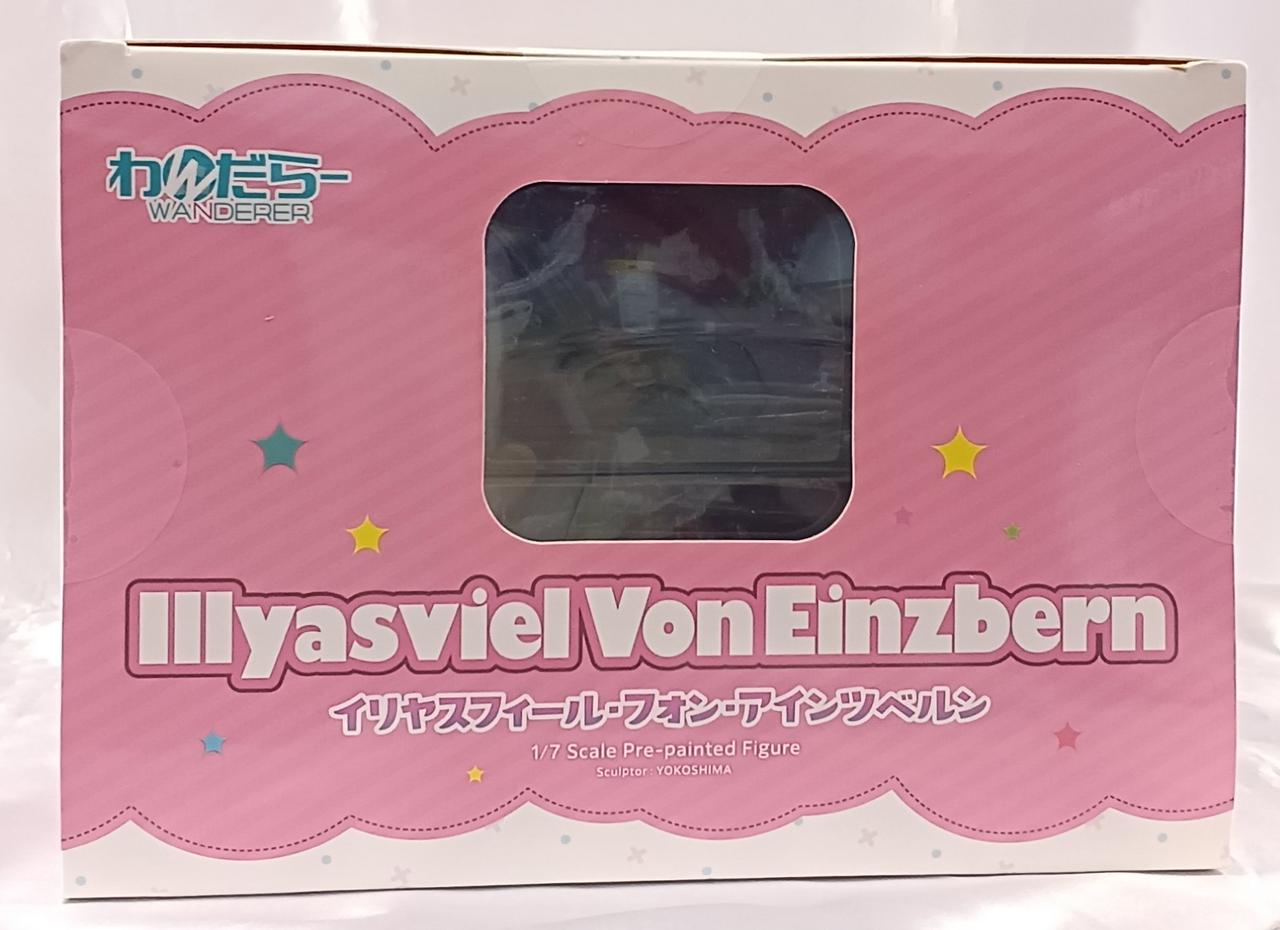 わんだらー
WANDERER
Illyasviel Von Einzbern
イリヤスフィール・フォン・アインツベルン
1/7 Scale Pre-painted Figure
Sculptor : YOKOSHIMA